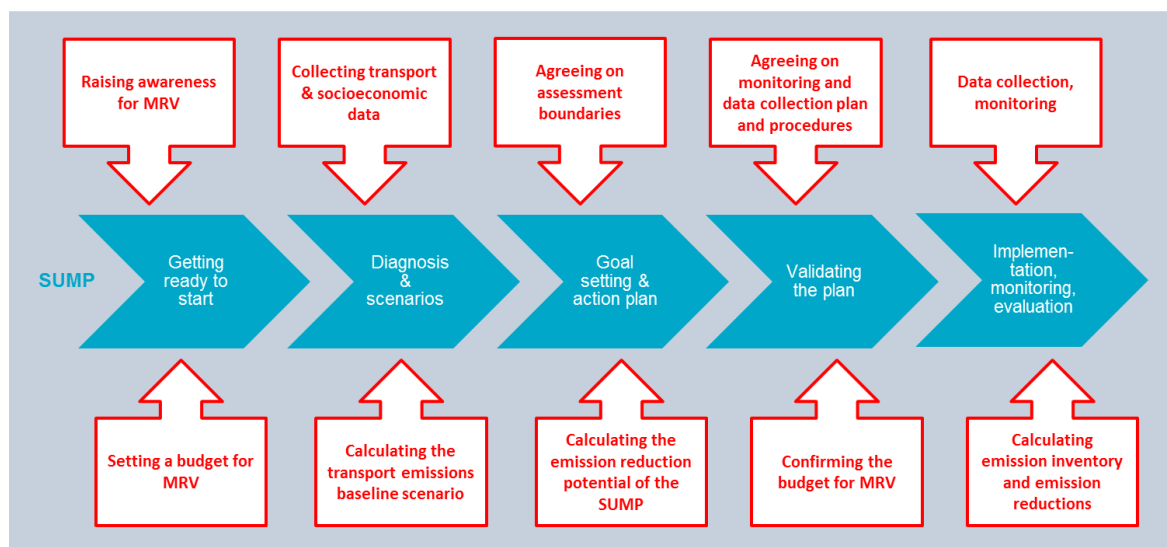 Raising awareness
for MRV
Collecting transport
& socioeconomic
data
Agreeing on
assessment
boundaries
Agreeing on
monitoring and
data collection plan
and procedures
Data collection,
monitoring
SUMP
Getting
ready to
start
Diagnosis
&
scenarios
Goal
setting &
action plan
Validating
the plan
Implemen-
tation,
monitoring,
evaluation
Setting a budget for
MRV
Calculating the
transport emissions
baseline scenario
Calculating the
emission reduction
potential of the
SUMP
Confirming the
budget for MRV
Calculating
emission inventory
and emission
reductions